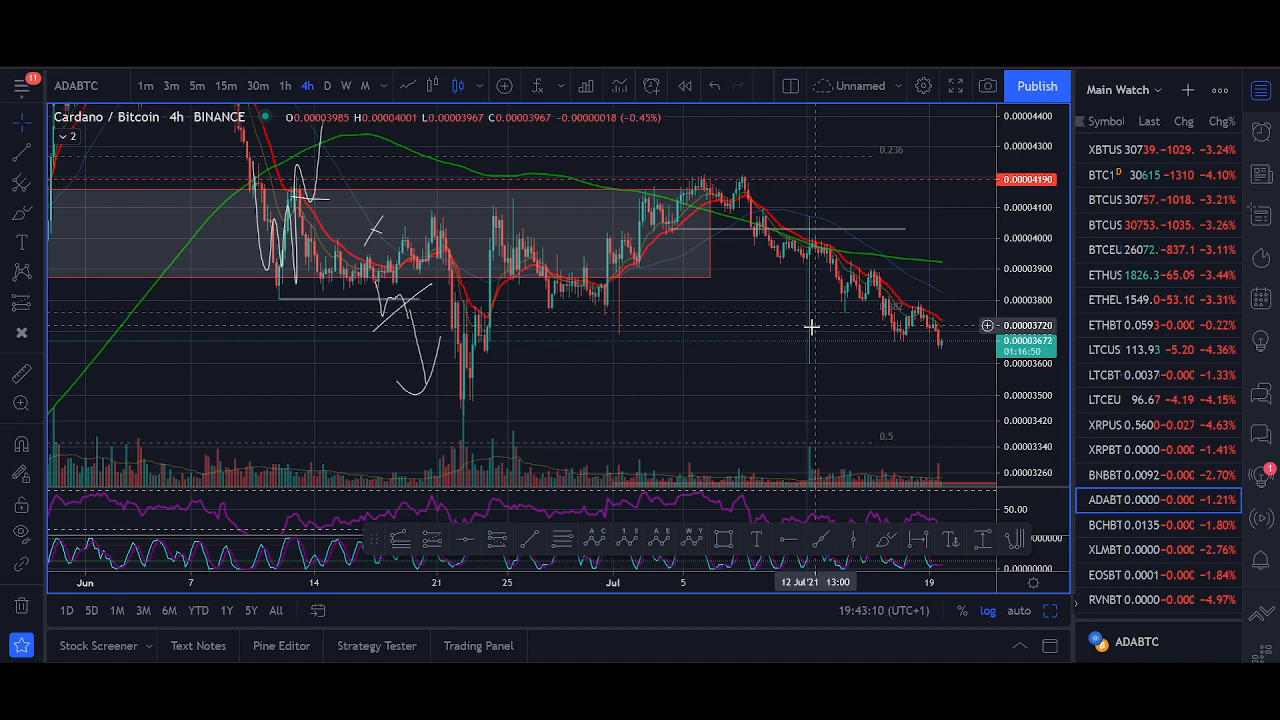 11
ADABTC
1m 3m 5m 15m 30m 1h 4h D W M
Unnamed
Publish
Main Watch
Cardano / Bitcoin 4h BINANCE O0.00003985 H0.00004001 L0.00003967 C0.00003967 −0.00000018 (−0.45%)
2
Symbol Last Chg Chg%
0.00004400
0.00004300
0.236
0.00004190
0.00004100
0.00004000
0.00003900
0.00003800
0.00003720
0.00003672
01:16:50
0.00003600
0.00003500
0.00003420
0.5
0.00003340
0.00003260
50.00
0.00000000
XBTUS 30739. −1029. −3.24%
BTC1D 30615 −1310 −4.10%
BTCUS 30757. −1018. −3.21%
BTCUS 30753. −1035. −3.26%
BTCEL 26072. −837.1 −3.11%
ETHUS 1826.3 −65.09 −3.44%
ETHEL 1549.0 −53.10 −3.31%
ETHBT 0.0593 −0.000 −0.22%
LTCUS 113.93 −5.20 −4.36%
LTCBT 0.0037 −0.000 −1.33%
LTCEU 96.67 −4.19 −4.15%
XRPUS 0.5600 −0.027 −4.63%
XRPBT 0.0000 −0.000 −1.41%
BNBBT 0.0092 −0.000 −2.70%
1
ADABT 0.0000 −0.000 −1.21%
BCHBT 0.0135 −0.000 −1.80%
XLMBT 0.0000 −0.000 −2.76%
EOSBT 0.0001 −0.000 −1.84%
RVNBT 0.0000 −0.000 −4.97%
Jun 7 14 21 25 Jul 5 12 Jul'21 13:00 19
1D 5D 1M 3M 6M YTD 1Y 5Y All
19:43:10 (UTC+1) % log auto
Stock Screener Text Notes Pine Editor Strategy Tester Trading Panel
ADABTC